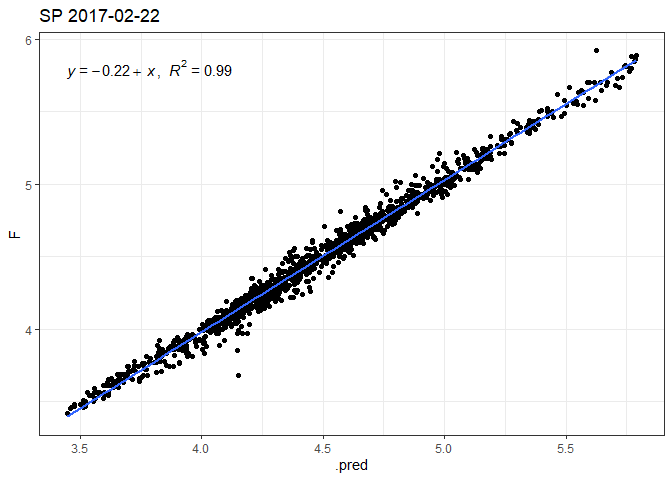 SP 2017-02-22
6
y = −0.22 + x , R² = 0.99
5
F
4
3.5 4.0 4.5 5.0 5.5
.pred